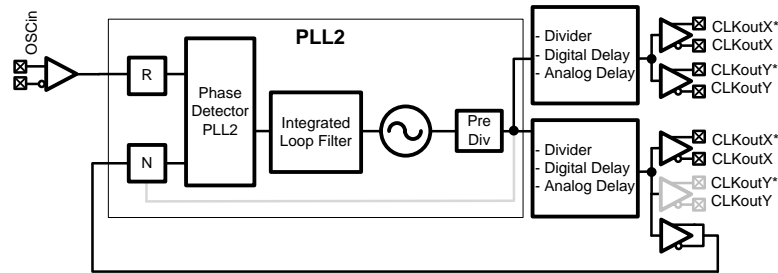 OSCin
PLL2
R
N
Phase
Detector
PLL2
Integrated
Loop Filter
Pre
Div
- Divider
- Digital Delay
- Analog Delay
CLKoutX*
CLKoutX
CLKoutY*
CLKoutY
- Divider
- Digital Delay
- Analog Delay
CLKoutX*
CLKoutX
CLKoutY*
CLKoutY